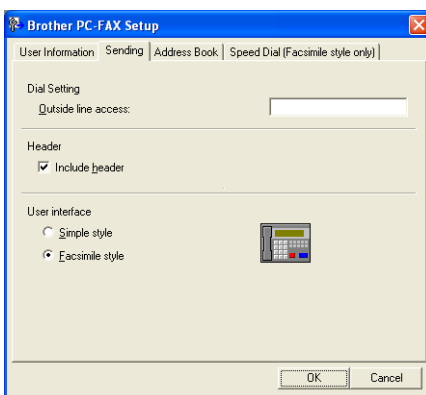 Brother PC-FAX Setup
User Information Sending Address Book Speed Dial (Facsimile style only)
Dial Setting
Outside line access:
Header
Include header
User interface
Simple style
Facsimile style
OK Cancel